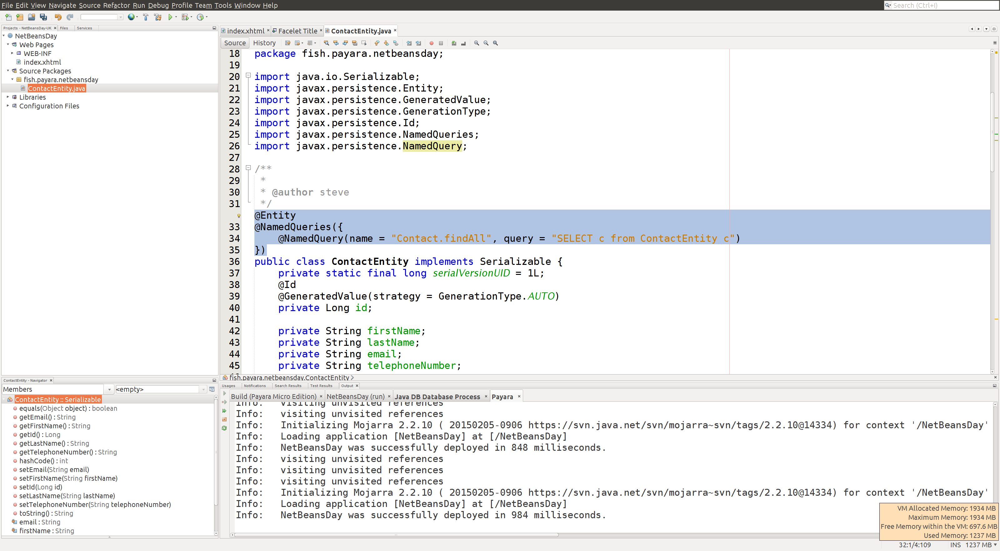 File Edit View Navigate Source Refactor Run Debug Profile Team Tools Window Help
Search (Ctrl+I)
Projects - NetBeansDay-UK Files Services
NetBeansDay
Web Pages
WEB-INF
index.xhtml
Source Packages
fish.payara.netbeansday
ContactEntity.java
Libraries
Configuration Files
index.xhtml Facelet Title ContactEntity.java
Source History
18 package fish.payara.netbeansday;
19
20 import java.io.Serializable;
21 import javax.persistence.Entity;
22 import javax.persistence.GeneratedValue;
23 import javax.persistence.GenerationType;
24 import javax.persistence.Id;
25 import javax.persistence.NamedQueries;
26 import javax.persistence.NamedQuery;
27
28 /**
29 *
30 * @author steve
31 */
@Entity
33 @NamedQueries({
34 @NamedQuery(name = "Contact.findAll", query = "SELECT c from ContactEntity c")
35 })
36 public class ContactEntity implements Serializable {
37 private static final long serialVersionUID = 1L;
38 @Id
39 @GeneratedValue(strategy = GenerationType.AUTO)
40 private Long id;
41
42 private String firstName;
43 private String lastName;
44 private String email;
45 private String telephoneNumber;
fish.payara.netbeansday.ContactEntity
ContactEntity - Navigator
Members <empty>
ContactEntity :: Serializable
equals(Object object) : boolean
getEmail() : String
getFirstName() : String
getId() : Long
getLastName() : String
getTelephoneNumber() : String
hashCode() : int
setEmail(String email)
setFirstName(String firstName)
setId(Long id)
setLastName(String lastName)
setTelephoneNumber(String telephoneNumber)
toString() : String
email : String
firstName : String
Usages Notifications Search Results Test Results Output
Build (Payara Micro Edition) NetBeansDay (run) Java DB Database Process Payara
Info: visiting unvisited references
Info: visiting unvisited references
Info: Initializing Mojarra 2.2.10 ( 20150205-0906 https://svn.java.net/svn/mojarra~svn/tags/2.2.10@14334) for context '/NetBeansDay'
Info: Loading application [NetBeansDay] at [/NetBeansDay]
Info: NetBeansDay was successfully deployed in 848 milliseconds.
Info: visiting unvisited references
Info: visiting unvisited references
Info: visiting unvisited references
Info: Initializing Mojarra 2.2.10 ( 20150205-0906 https://svn.java.net/svn/mojarra~svn/tags/2.2.10@14334) for context '/NetBeansDay'
Info: Loading application [NetBeansDay] at [/NetBeansDay]
Info: NetBeansDay was successfully deployed in 984 milliseconds.
VM Allocated Memory: 1934 MB
Maximum Memory: 1934 MB
Free Memory within the VM: 697.6 MB
Used Memory: 1237 MB
32:1/4:109 INS 1237 MB